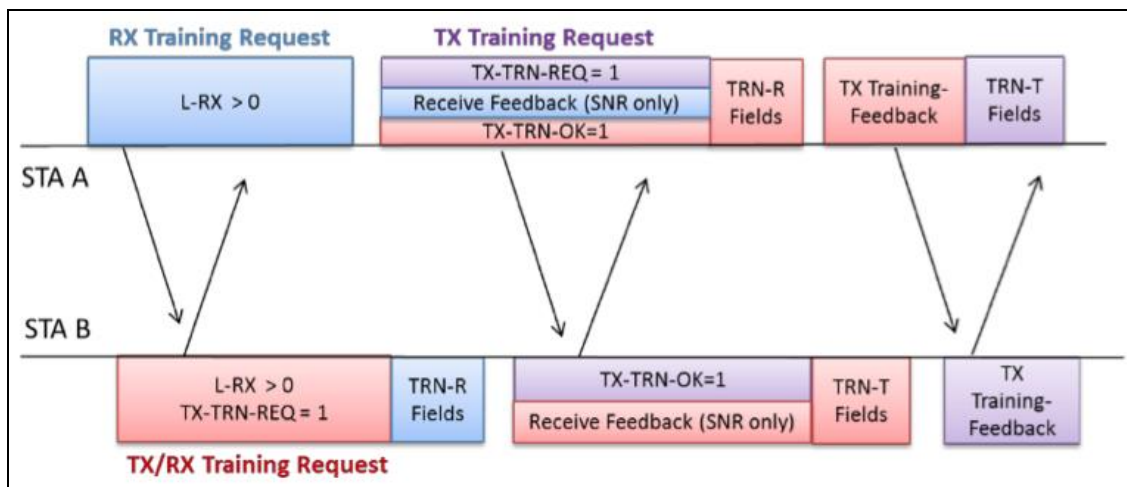 RX Training Request
TX Training Request
L-RX > 0
TX-TRN-REQ = 1
Receive Feedback (SNR only)
TX-TRN-OK=1
TRN-R
Fields
TX Training-
Feedback
TRN-T
Fields
STA A
STA B
L-RX > 0
TX-TRN-REQ = 1
TRN-R
Fields
TX-TRN-OK=1
Receive Feedback (SNR only)
TRN-T
Fields
TX
Training-
Feedback
TX/RX Training Request